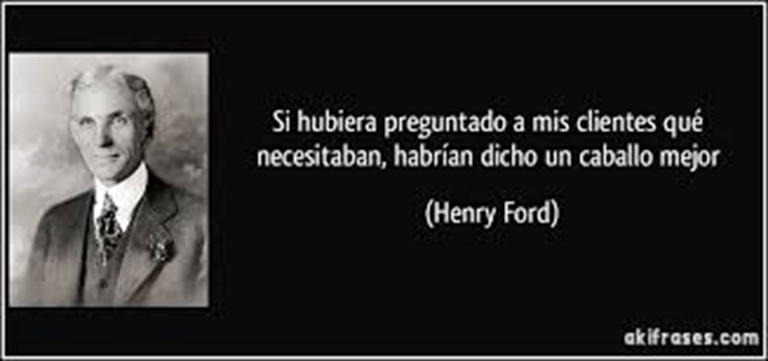 Si hubiera preguntado a mis clientes qué
necesitaban, habrían dicho un caballo mejor
(Henry Ford)
akifrases.com